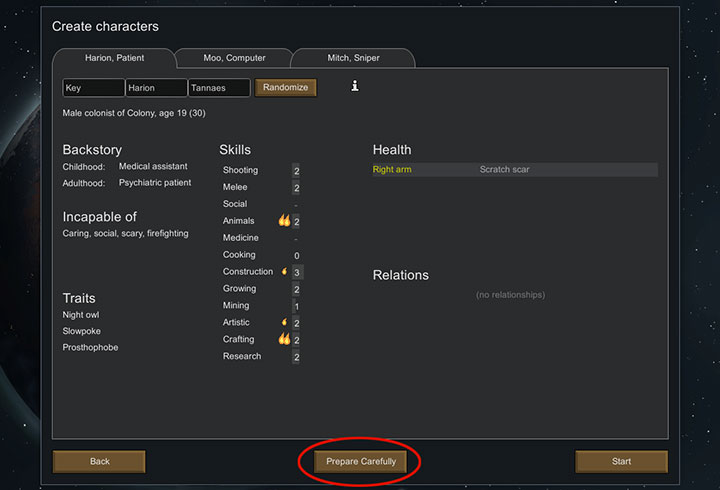 Create characters
Harion, Patient
Moo, Computer
Mitch, Sniper
Key
Harion
Tannaes
Randomize
i
Male colonist of Colony, age 19 (30)
Backstory
Childhood: Medical assistant
Adulthood: Psychiatric patient
Incapable of
Caring, social, scary, firefighting
Traits
Night owl
Slowpoke
Prosthophobe
Skills
Shooting 2
Melee 2
Social -
Animals 2
Medicine -
Cooking 0
Construction 3
Growing 2
Mining 1
Artistic 2
Crafting 2
Research 2
Health
Right arm Scratch scar
Relations
(no relationships)
Back
Prepare Carefully
Start